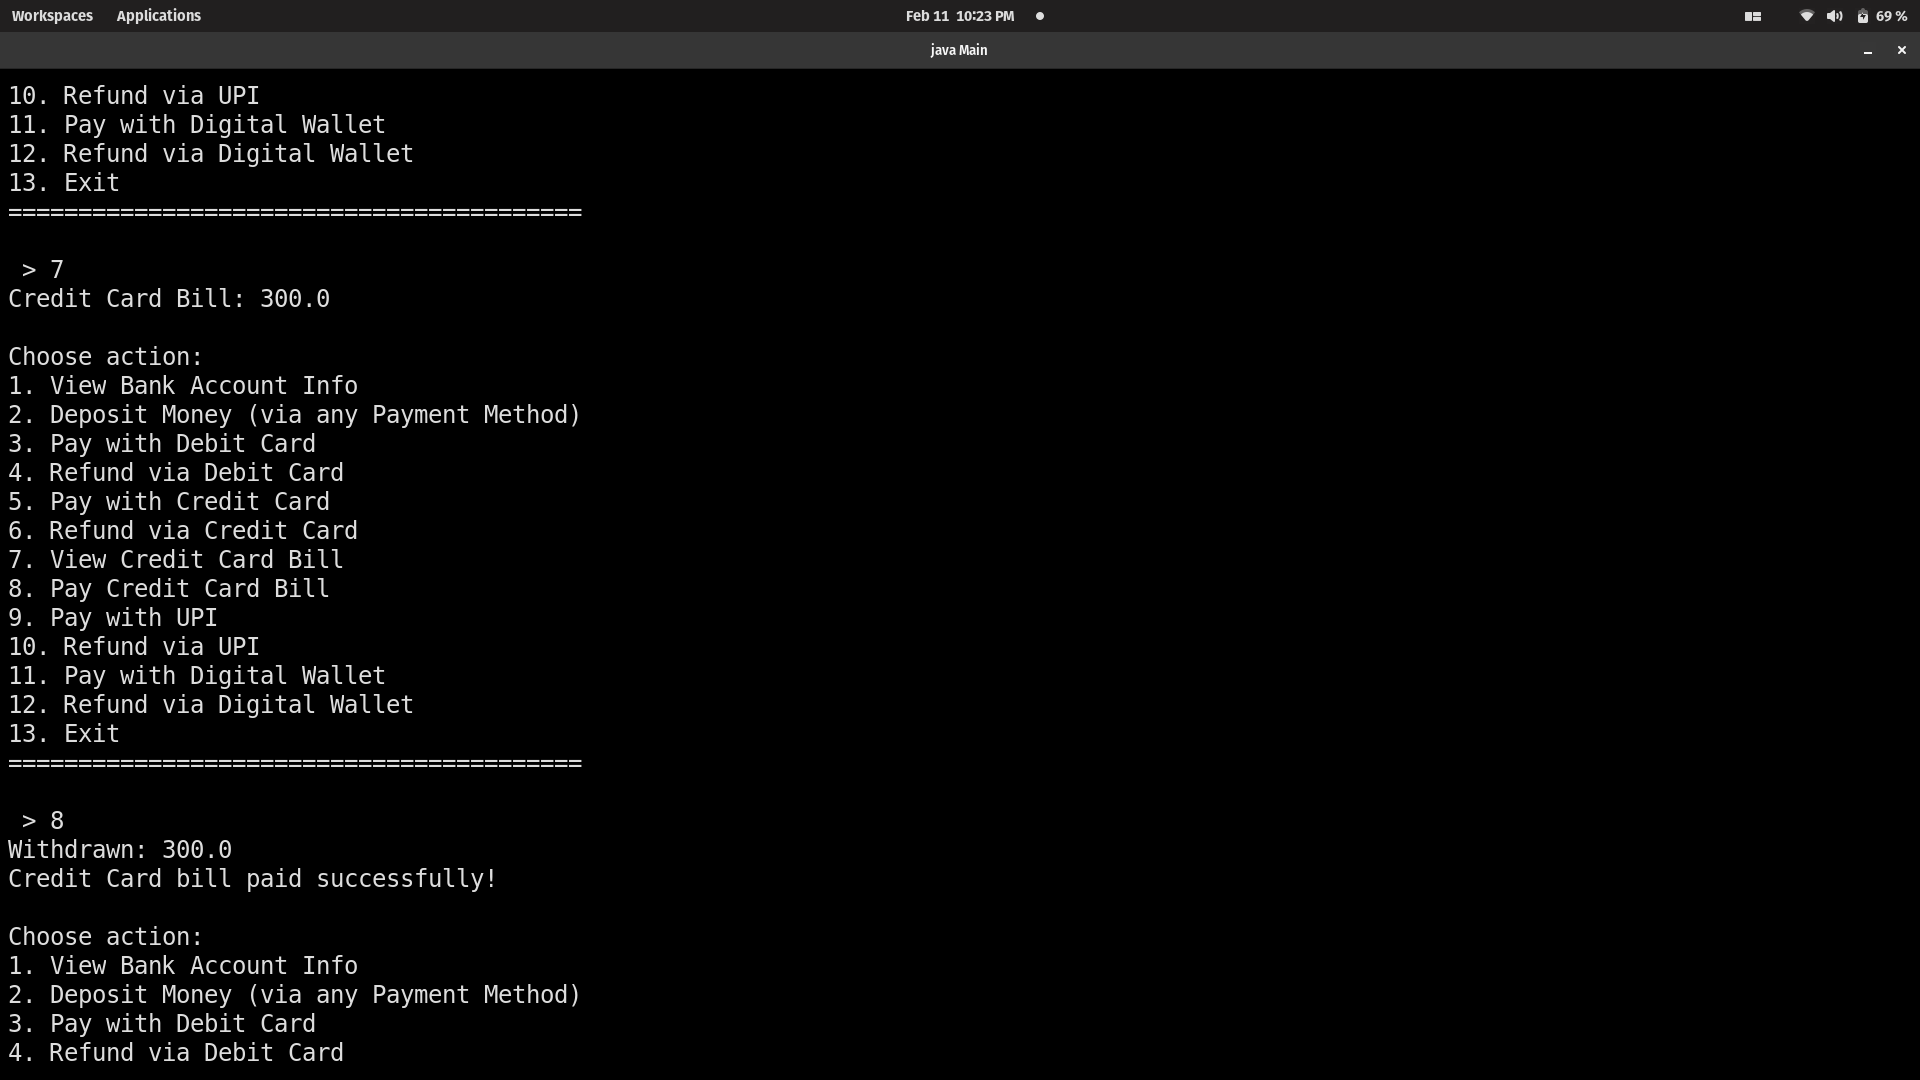 Workspaces Applications Feb 11 10:23 PM 69 %
java Main
10. Refund via UPI
11. Pay with Digital Wallet
12. Refund via Digital Wallet
13. Exit
=========================================
 > 7
Credit Card Bill: 300.0
Choose action:
1. View Bank Account Info
2. Deposit Money (via any Payment Method)
3. Pay with Debit Card
4. Refund via Debit Card
5. Pay with Credit Card
6. Refund via Credit Card
7. View Credit Card Bill
8. Pay Credit Card Bill
9. Pay with UPI
10. Refund via UPI
11. Pay with Digital Wallet
12. Refund via Digital Wallet
13. Exit
=========================================
 > 8
Withdrawn: 300.0
Credit Card bill paid successfully!
Choose action:
1. View Bank Account Info
2. Deposit Money (via any Payment Method)
3. Pay with Debit Card
4. Refund via Debit Card